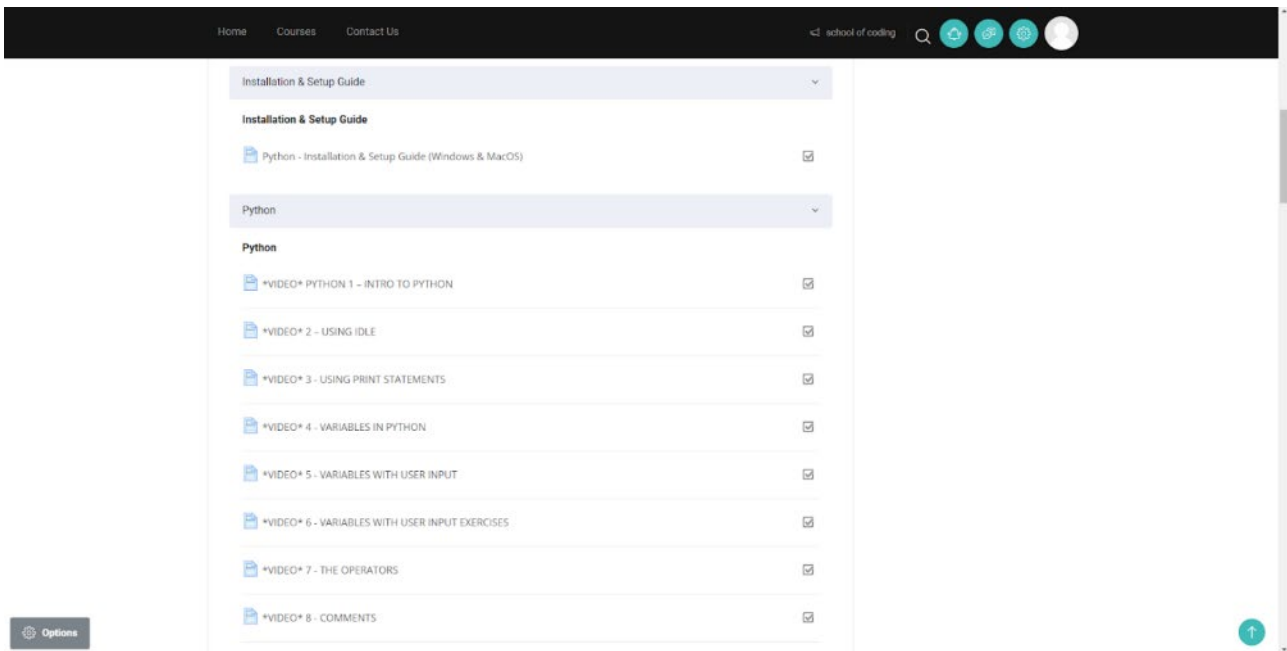 Home Courses Contact Us school of coding
Installation & Setup Guide
Installation & Setup Guide
Python - Installation & Setup Guide (Windows & MacOS)
Python
Python
*VIDEO* PYTHON 1 – INTRO TO PYTHON
*VIDEO* 2 – USING IDLE
*VIDEO* 3 - USING PRINT STATEMENTS
*VIDEO* 4 - VARIABLES IN PYTHON
*VIDEO* 5 - VARIABLES WITH USER INPUT
*VIDEO* 6 - VARIABLES WITH USER INPUT EXERCISES
*VIDEO* 7 - THE OPERATORS
*VIDEO* 8 - COMMENTS
Options